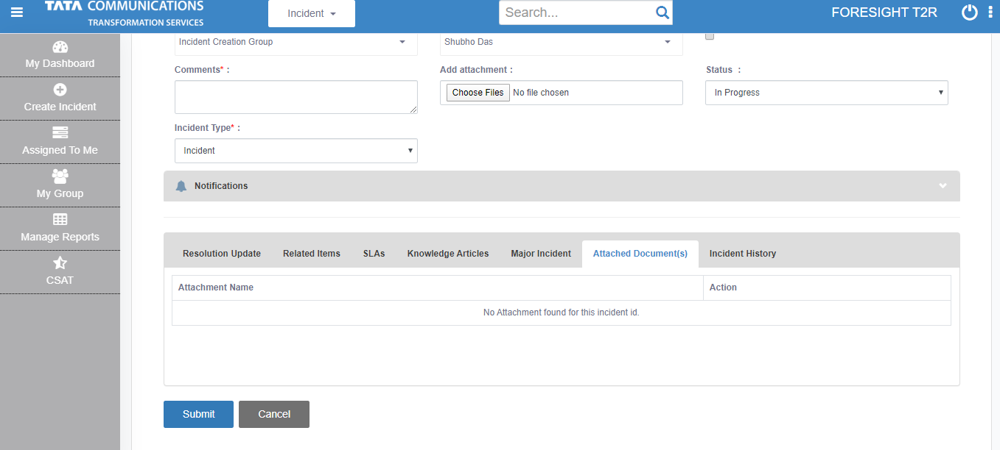 TATA COMMUNICATIONS
TRANSFORMATION SERVICES
Incident
Search...
FORESIGHT T2R
My Dashboard
Create Incident
Assigned To Me
My Group
Manage Reports
CSAT
Incident Creation Group
Shubho Das
Comments* :
Add attachment :
Status :
Choose Files No file chosen
In Progress
Incident Type* :
Incident
Notifications
Resolution Update Related Items SLAs Knowledge Articles Major Incident Attached Document(s) Incident History
Attachment Name Action
No Attachment found for this incident id.
Submit Cancel